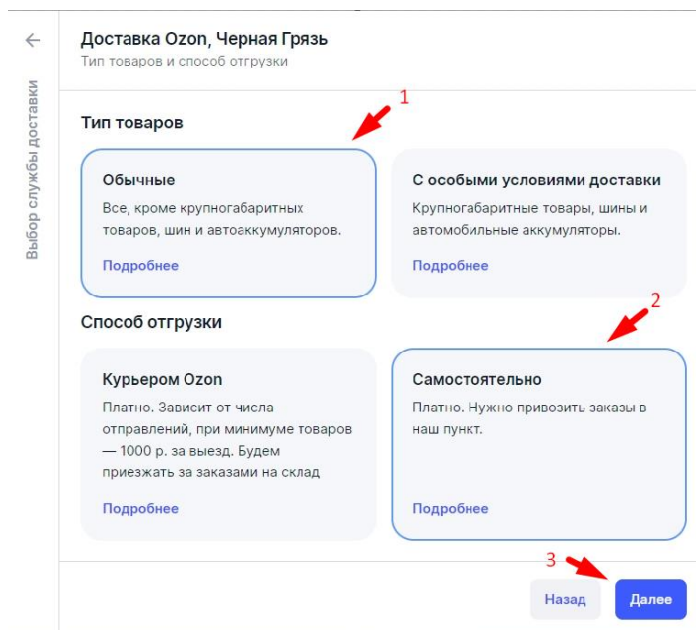 Доставка Ozon, Черная Грязь
Тип товаров и способ отгрузки
Выбор службы доставки
1
Тип товаров
Обычные
Все, кроме крупногабаритных
товаров, шин и автоаккумуляторов.
Подробнее
С особыми условиями доставки
Крупногабаритные товары, шины и
автомобильные аккумуляторы.
Подробнее
2
Способ отгрузки
Курьером Ozon
Платно. Зависит от числа
отправлений, при минимуме товаров
— 1000 р. за выезд. Будем
приезжать за заказами на склад
Подробнее
Самостоятельно
Платно. Нужно привозить заказы в
наш пункт.
Подробнее
3
Назад
Далее